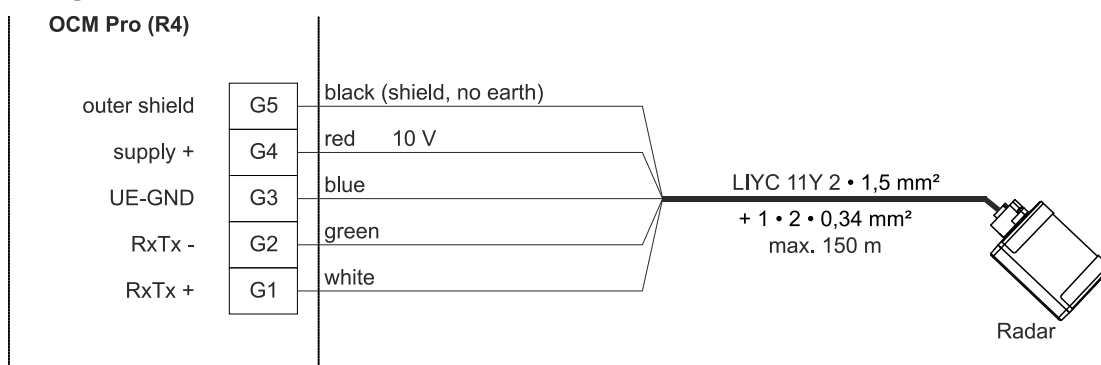 OCM Pro (R4)
outer shield G5 black (shield, no earth)
supply + G4 red 10 V
UE-GND G3 blue
RxTx - G2 green
RxTx + G1 white
LIYC 11Y 2 • 1,5 mm²
+ 1 • 2 • 0,34 mm²
max. 150 m
Radar